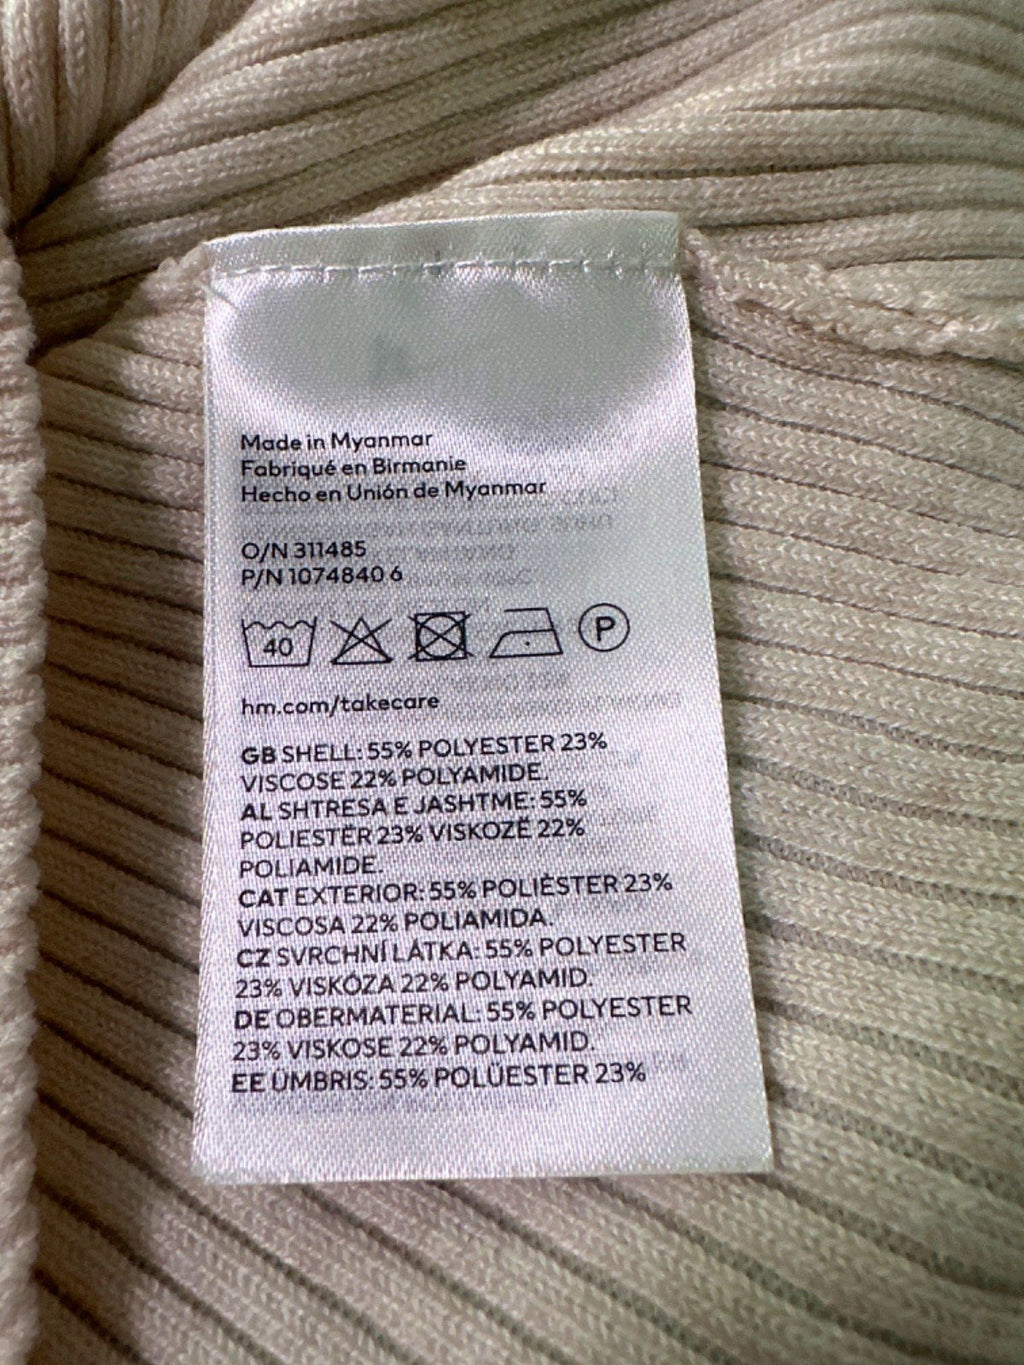 Made in Myanmar
Fabriqué en Birmanie
Hecho en Unión de Myanmar
O/N 311485
P/N 1074840 6
40
P
hm.com/takecare
GB SHELL: 55% POLYESTER 23%
VISCOSE 22% POLYAMIDE.
AL SHTRESA E JASHTME: 55%
POLIESTËR 23% VISKOZË 22%
POLIAMIDE.
CAT EXTERIOR: 55% POLIÈSTER 23%
VISCOSA 22% POLIAMIDA.
CZ SVRCHNÍ LÁTKA: 55% POLYESTER
23% VISKÓZA 22% POLYAMID.
DE OBERMATERIAL: 55% POLYESTER
23% VISKOSE 22% POLYAMID.
EE ÜMBRIS: 55% POLÜESTER 23%